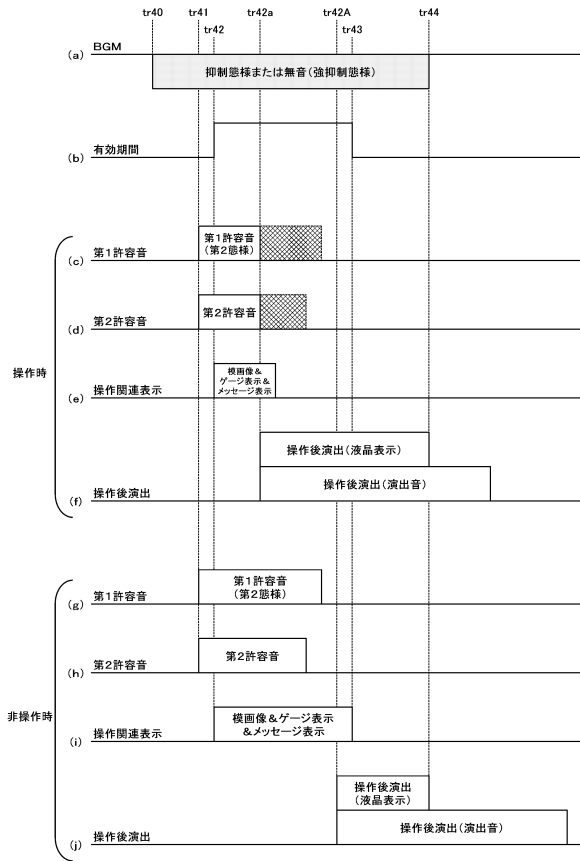 tr40 tr41 tr42a tr42A tr44
tr42 tr43
(a) BGM
抑制態様または無音(強抑制態様)
(b) 有効期間
操作時
(c) 第1許容音
第1許容音
(第2態様)
(d) 第2許容音
第2許容音
(e) 操作関連表示
模画像&
ゲージ表示&
メッセージ表示
操作後演出(液晶表示)
(f) 操作後演出
操作後演出(演出音)
非操作時
(g) 第1許容音
第1許容音
(第2態様)
(h) 第2許容音
第2許容音
(i) 操作関連表示
模画像&ゲージ表示
&メッセージ表示
操作後演出
(液晶表示)
(j) 操作後演出
操作後演出(演出音)